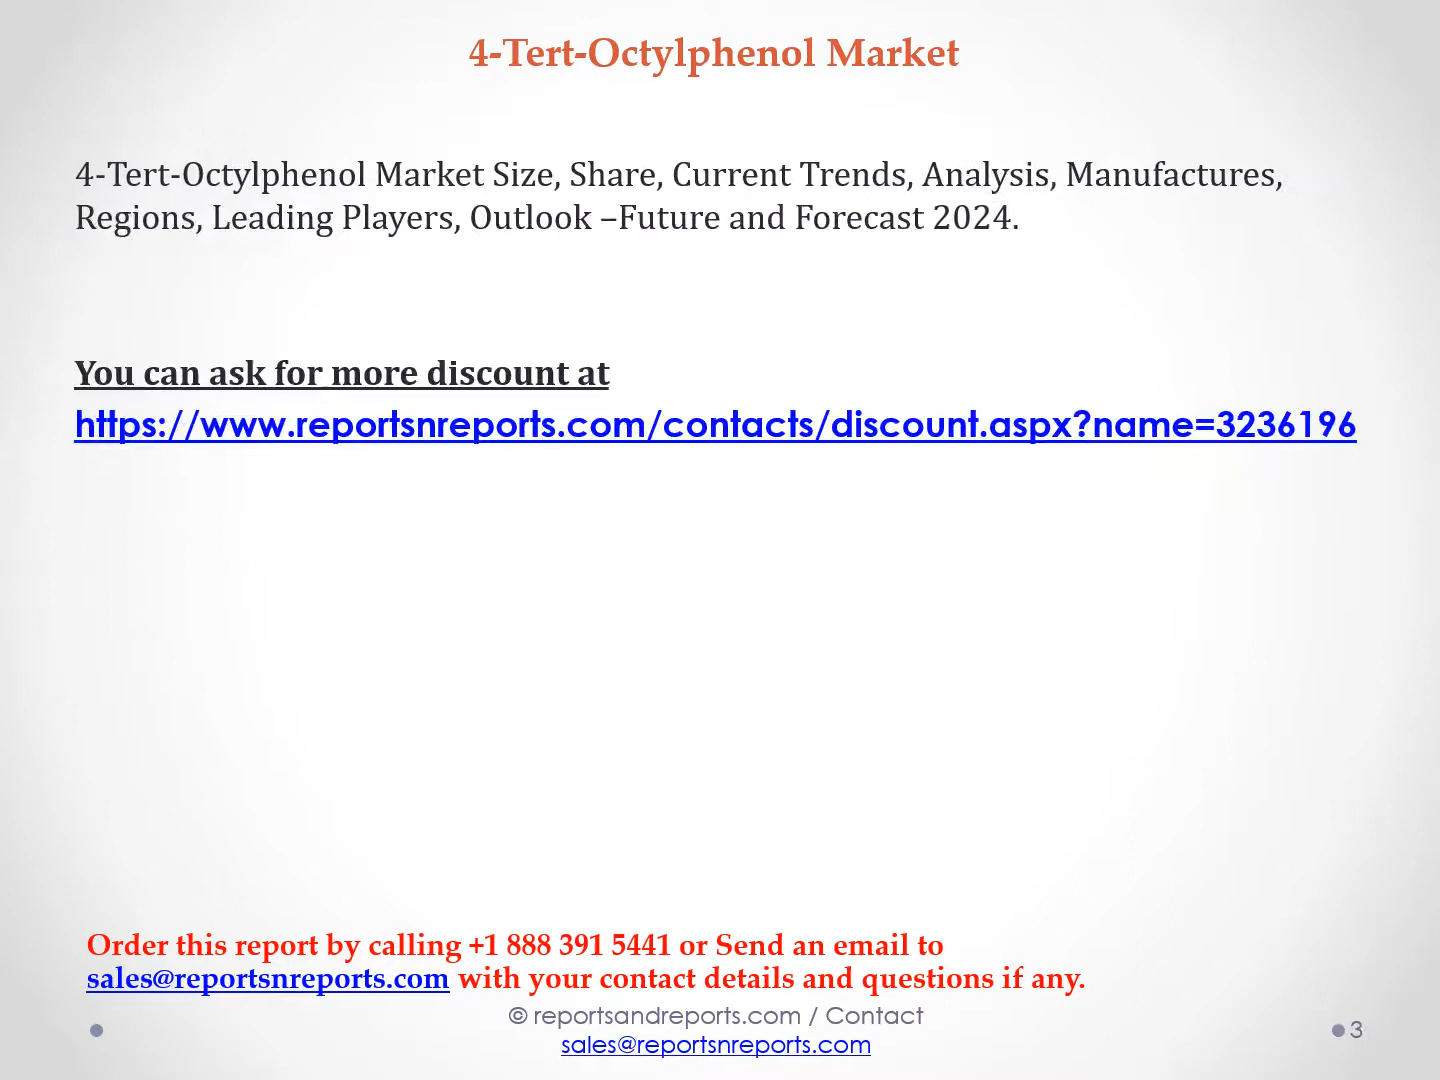 4-Tert-Octylphenol Market
4-Tert-Octylphenol Market Size, Share, Current Trends, Analysis, Manufactures,
Regions, Leading Players, Outlook –Future and Forecast 2024.
You can ask for more discount at
https://www.reportsnreports.com/contacts/discount.aspx?name=3236196
Order this report by calling +1 888 391 5441 or Send an email to
sales@reportsnreports.com with your contact details and questions if any.
© reportsandreports.com / Contact
sales@reportsnreports.com
3